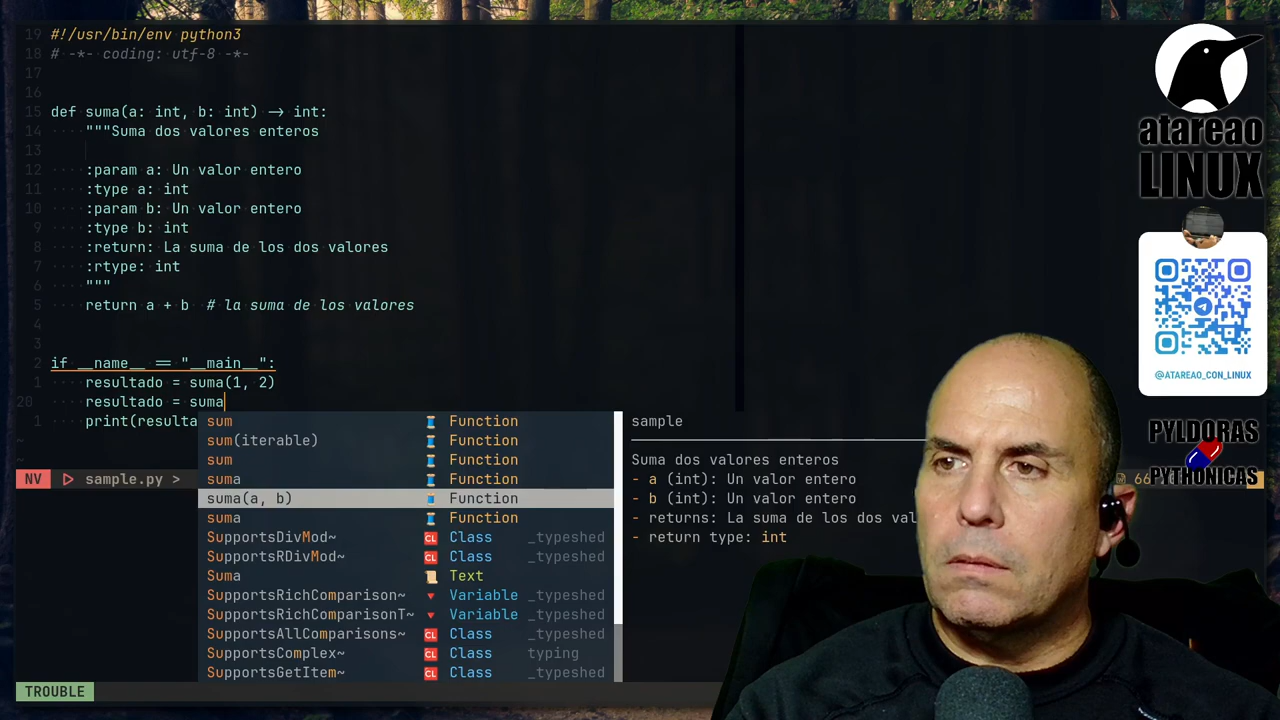 19 #!/usr/bin/env python3
18 # -*- coding: utf-8 -*-
17
16
15 def suma(a: int, b: int) -> int:
14 """Suma dos valores enteros
13
12 :param a: Un valor entero
11 :type a: int
10 :param b: Un valor entero
9 :type b: int
8 :return: La suma de los dos valores
7 :rtype: int
6 """
5 return a + b # la suma de los valores
4
3
2 if __name__ == "__main__":
1 resultado = suma(1, 2)
20 resultado = suma
1 print(resulta
sum Function
sum(iterable) Function
sum Function
suma Function
suma(a, b) Function
suma Function
SupportsDivMod~ CL Class _typeshed
SupportsRDivMod~ CL Class _typeshed
Suma Text
SupportsRichComparison~ Variable _typeshed
SupportsRichComparisonT~ Variable _typeshed
SupportsAllComparisons~ CL Class _typeshed
SupportsComplex~ CL Class typing
SupportsGetItem~ CL Class _typeshed
sample
Suma dos valores enteros
- a (int): Un valor entero
- b (int): Un valor entero
- returns: La suma de los dos val
- return type: int
NV sample.py >
66
TROUBLE
atareao
LINUX
@ATAREAO_CON_LINUX
PYLDORAS
PYTHONICAS